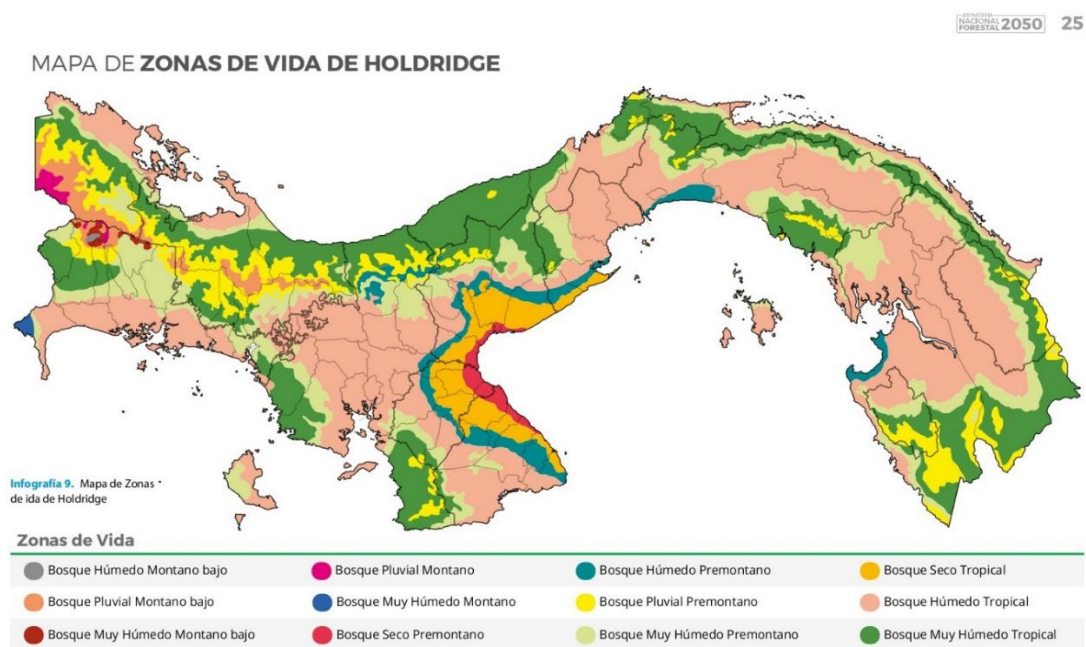 ESTRATEGIA
NACIONAL
FORESTAL 2050 25
MAPA DE ZONAS DE VIDA DE HOLDRIDGE
Infografía 9. Mapa de Zonas
de ida de Holdridge
Zonas de Vida
Bosque Húmedo Montano bajo
Bosque Pluvial Montano
Bosque Húmedo Premontano
Bosque Seco Tropical
Bosque Pluvial Montano bajo
Bosque Muy Húmedo Montano
Bosque Pluvial Premontano
Bosque Húmedo Tropical
Bosque Muy Húmedo Montano bajo
Bosque Seco Premontano
Bosque Muy Húmedo Premontano
Bosque Muy Húmedo Tropical